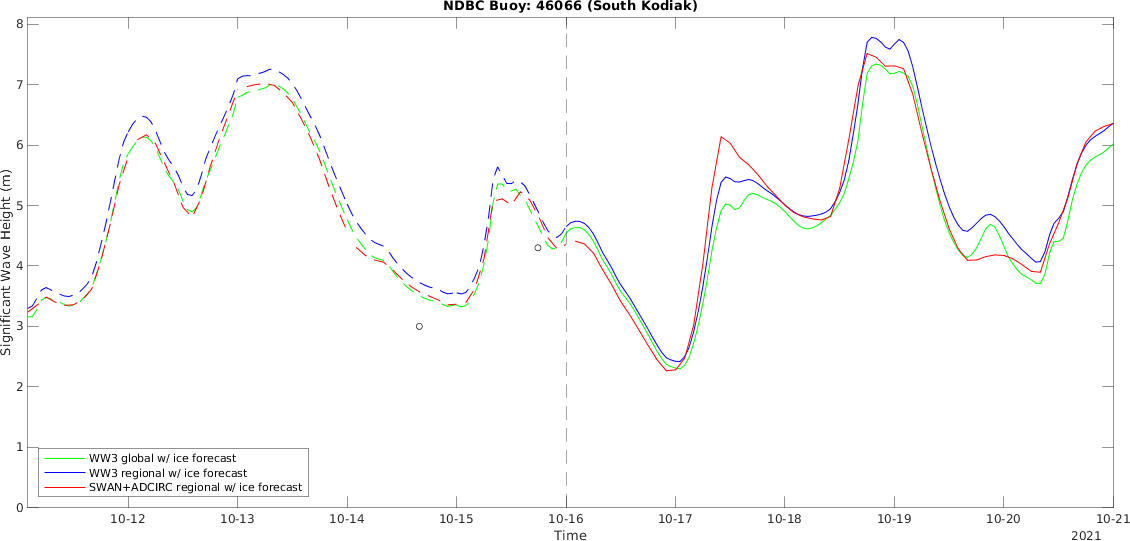 NDBC Buoy: 46066 (South Kodiak)
8
7
6
5
4
3
2
1
0
Significant Wave Height (m)
WW3 global w/ ice forecast
WW3 regional w/ ice forecast
SWAN+ADCIRC regional w/ ice forecast
10-12 10-13 10-14 10-15 10-16 10-17 10-18 10-19 10-20 10-21
Time
2021